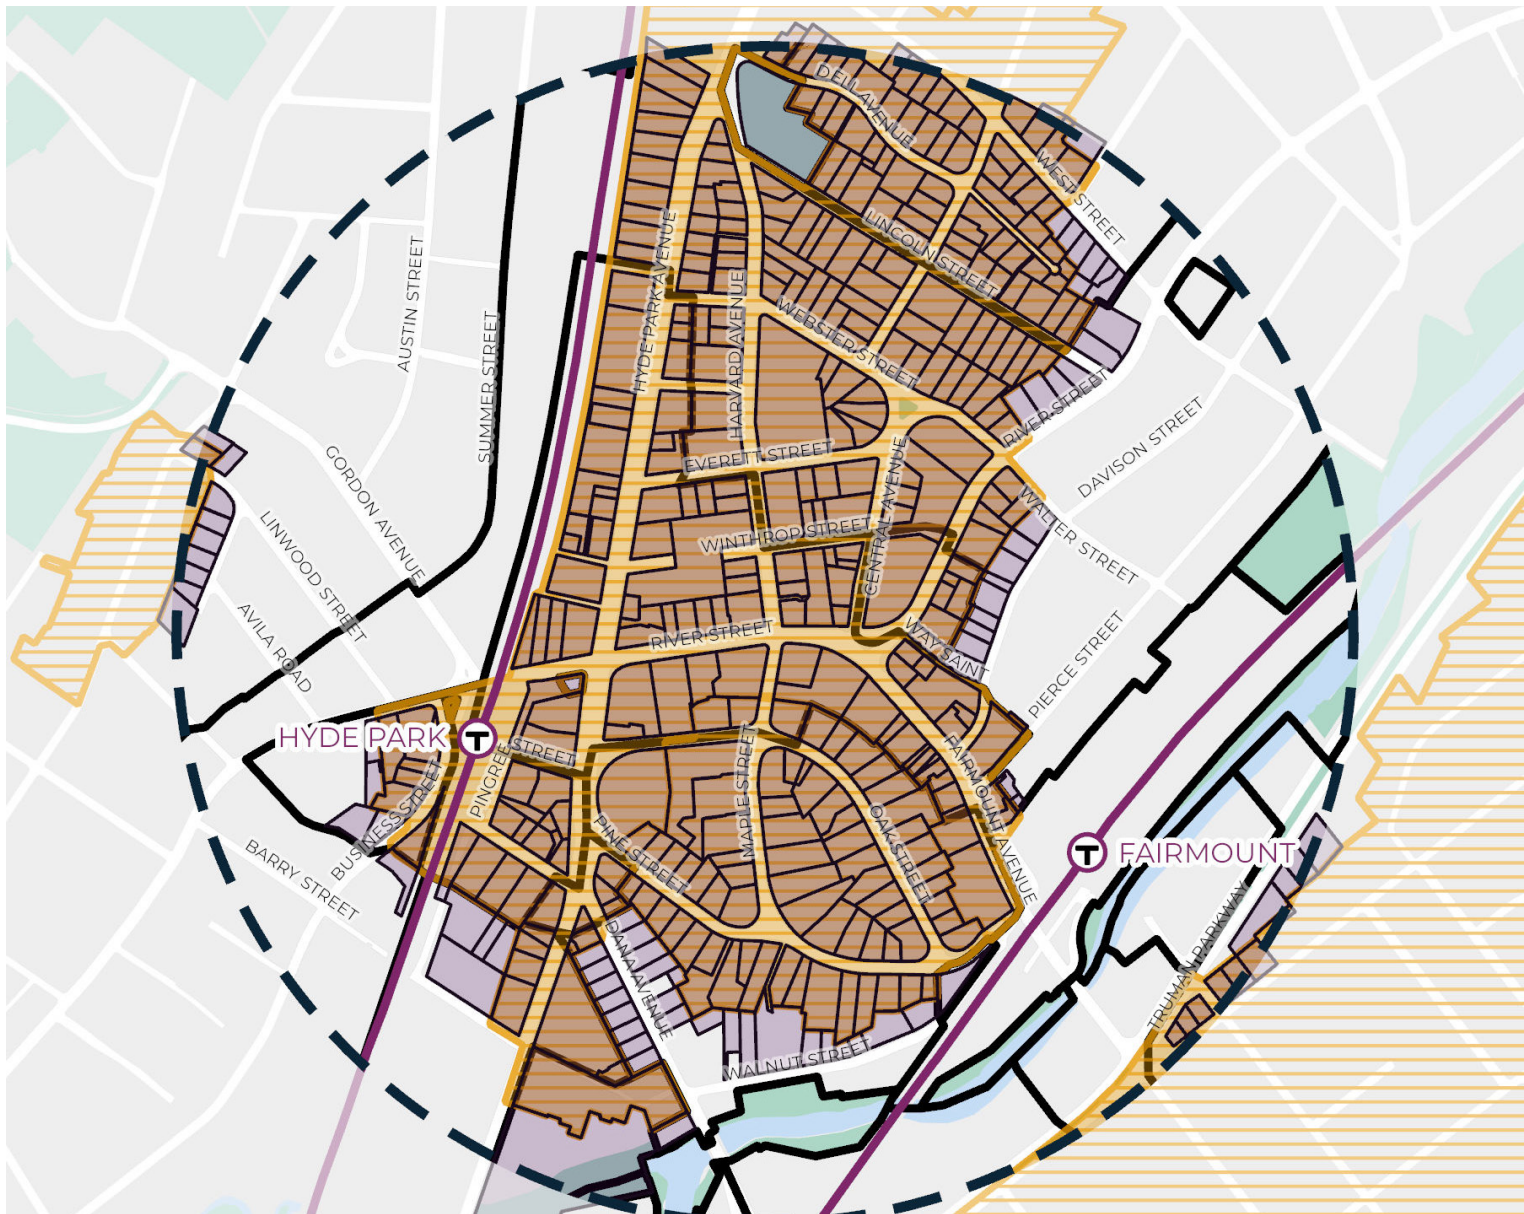 DELL AVENUE
WEST STREET
LINCOLN STREET
HYDE PARK AVENUE
AUSTIN STREET
HARVARD AVENUE
WEBSTER STREET
SUMMER STREET
RIVER STREET
DAVISON STREET
EVERETT STREET
GORDON AVENUE
CENTRAL AVENUE
WALTER STREET
WINTHROP STREET
LINWOOD STREET
AVILA ROAD
RIVER STREET
WAY SAINT
PIERCE STREET
HYDE PARK
T
PINGREE STREET
BUSINESS STREET
MAPLE STREET
FAIRMOUNT AVENUE
OAK STREET
PINE STREET
T
FAIRMOUNT
BARRY STREET
DANA AVENUE
TRUMAN PARKWAY
WALNUT STREET